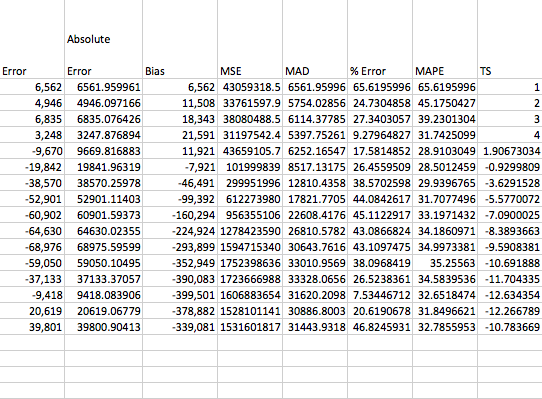 Absolute
Error Error Bias MSE MAD % Error MAPE TS
6,562 6561.959961 6,562 43059318.5 6561.95996 65.6195996 65.6195996 1
4,946 4946.097166 11,508 33761597.9 5754.02856 24.7304858 45.1750427 2
6,835 6835.076426 18,343 38080488.5 6114.37785 27.3403057 39.2301304 3
3,248 3247.876894 21,591 31197542.4 5397.75261 9.27964827 31.7425099 4
-9,670 9669.816883 11,921 43659105.7 6252.16547 17.5814852 28.9103049 1.90673034
-19,842 19841.96319 -7,921 101999839 8517.13175 26.4559509 28.5012459 -0.9299809
-38,570 38570.25978 -46,491 299951996 12810.4358 38.5702598 29.9396765 -3.6291528
-52,901 52901.11403 -99,392 612273980 17821.7705 44.0842617 31.7077496 -5.5770072
-60,902 60901.59373 -160,294 956355106 22608.4176 45.1122917 33.1971432 -7.0900025
-64,630 64630.02355 -224,924 1278423590 26810.5782 43.0866824 34.1860971 -8.3893663
-68,976 68975.59599 -293,899 1594715340 30643.7616 43.1097475 34.9973381 -9.5908381
-59,050 59050.10495 -352,949 1752398636 33010.9569 38.0968419 35.25563 -10.691888
-37,133 37133.37057 -390,083 1723666988 33328.0656 26.5238361 34.5839536 -11.704335
-9,418 9418.083906 -399,501 1606883654 31620.2098 7.53446712 32.6518474 -12.634354
20,619 20619.06779 -378,882 1528101141 30886.8003 20.6190678 31.8496621 -12.266789
39,801 39800.90413 -339,081 1531601817 31443.9318 46.8245931 32.7855953 -10.783669